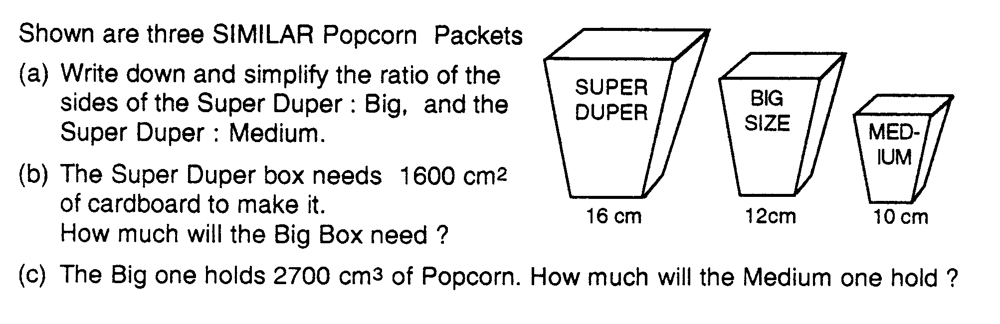 Shown are three SIMILAR Popcorn Packets
(a) Write down and simplify the ratio of the
sides of the Super Duper : Big, and the
Super Duper : Medium.
(b) The Super Duper box needs 1600 cm²
of cardboard to make it.
How much will the Big Box need ?
(c) The Big one holds 2700 cm³ of Popcorn. How much will the Medium one hold ?
SUPER
DUPER
16 cm
BIG
SIZE
12cm
MED-
IUM
10 cm